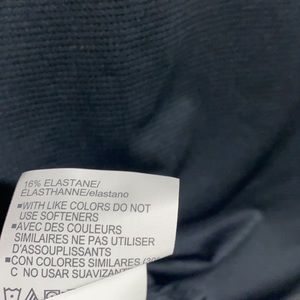 16% ELASTANE/
ÉLASTHANNE/elastano
▪WITH LIKE COLORS DO NOT
USE SOFTENERS
▪AVEC DES COULEURS
SIMILAIRES NE PAS UTILISER
D'ASSOUPLISSANTS
▪CON COLORES SIMILARES
C NO USAR SUAVIZANT